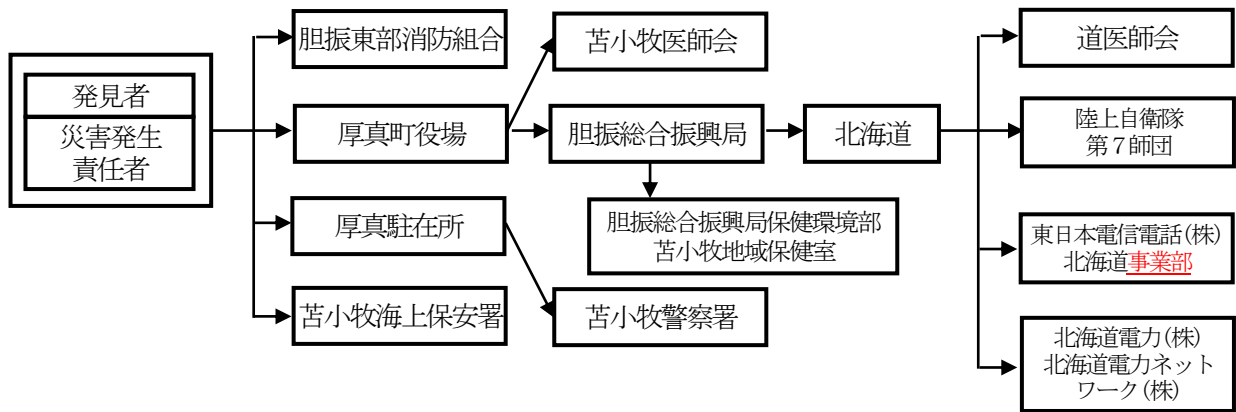 発見者
災害発生
責任者
胆振東部消防組合
厚真町役場
厚真駐在所
苫小牧海上保安署
苫小牧医師会
胆振総合振興局
胆振総合振興局保健環境部
苫小牧地域保健室
苫小牧警察署
北海道
道医師会
陸上自衛隊
第7師団
東日本電信電話(株)
北海道事業部
北海道電力(株)
北海道電力ネット
ワーク(株)